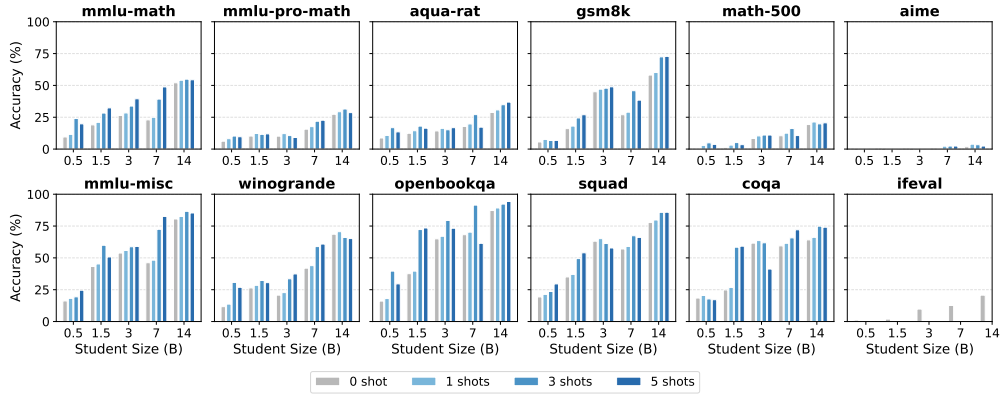 mmlu-math mmlu-pro-math aqua-rat gsm8k math-500 aime
Accuracy (%)
100
75
50
25
0
0.5 1.5 3 7 14
0.5 1.5 3 7 14
0.5 1.5 3 7 14
0.5 1.5 3 7 14
0.5 1.5 3 7 14
0.5 1.5 3 7 14
mmlu-misc winogrande openbookqa squad coqa ifeval
Accuracy (%)
100
75
50
25
0
0.5 1.5 3 7 14
0.5 1.5 3 7 14
0.5 1.5 3 7 14
0.5 1.5 3 7 14
0.5 1.5 3 7 14
0.5 1.5 3 7 14
Student Size (B) Student Size (B) Student Size (B) Student Size (B) Student Size (B) Student Size (B)
0 shot 1 shots 3 shots 5 shots